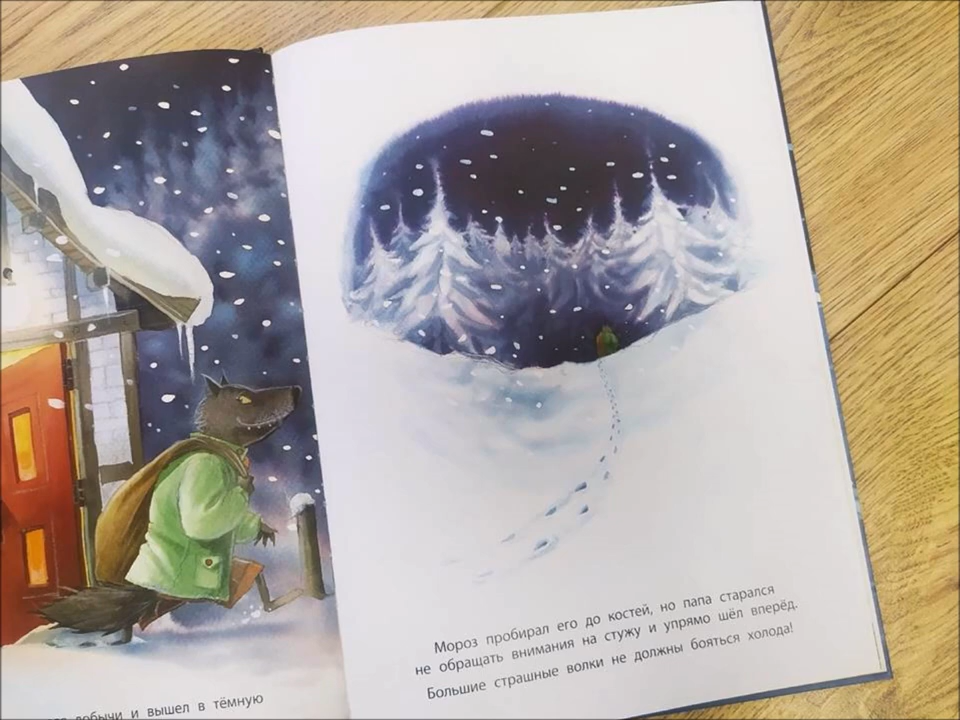 добычи и вышел в тёмную
Мороз пробирал его до костей, но папа старался
не обращать внимания на стужу и упрямо шёл вперёд.
Большие страшные волки не должны бояться холода!